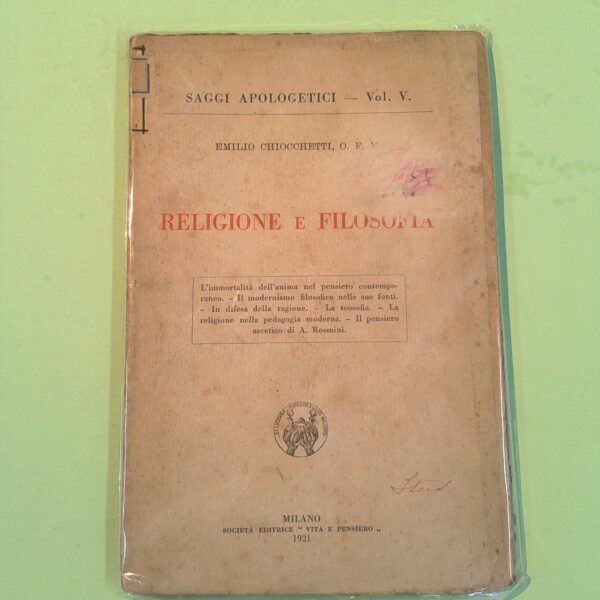 SAGGI APOLOGETICI — Vol. V.
EMILIO CHIOCCHETTI, O. F. M.
RELIGIONE E FILOSOFIA
L'immortalità dell'anima nel pensiero contempo-
raneo. – Il modernismo filosofico nelle sue fonti.
– In difesa della ragione. – La teosofia. – La
religione nella pedagogia moderna. – Il pensiero
ascetico di A. Rosmini.
MILANO
SOCIETÀ EDITRICE " VITA E PENSIERO „
1921